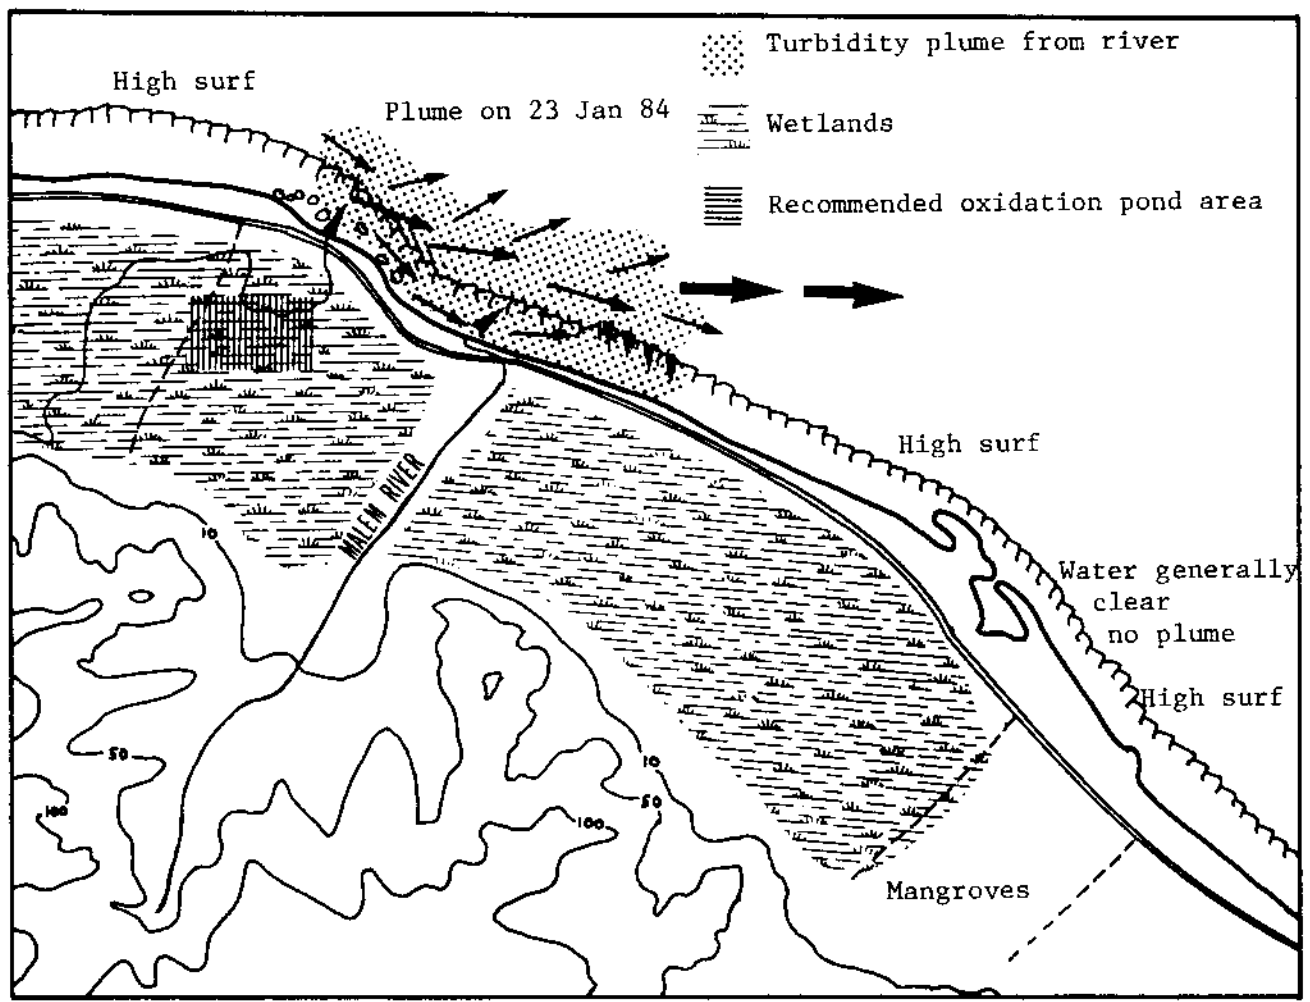 Turbidity plume from river
High surf
Plume on 23 Jan 84
Wetlands
Recommended oxidation pond area
High surf
MALEM RIVER
10
Water generally
clear
no plume
High surf
50
10
50
100
100
Mangroves